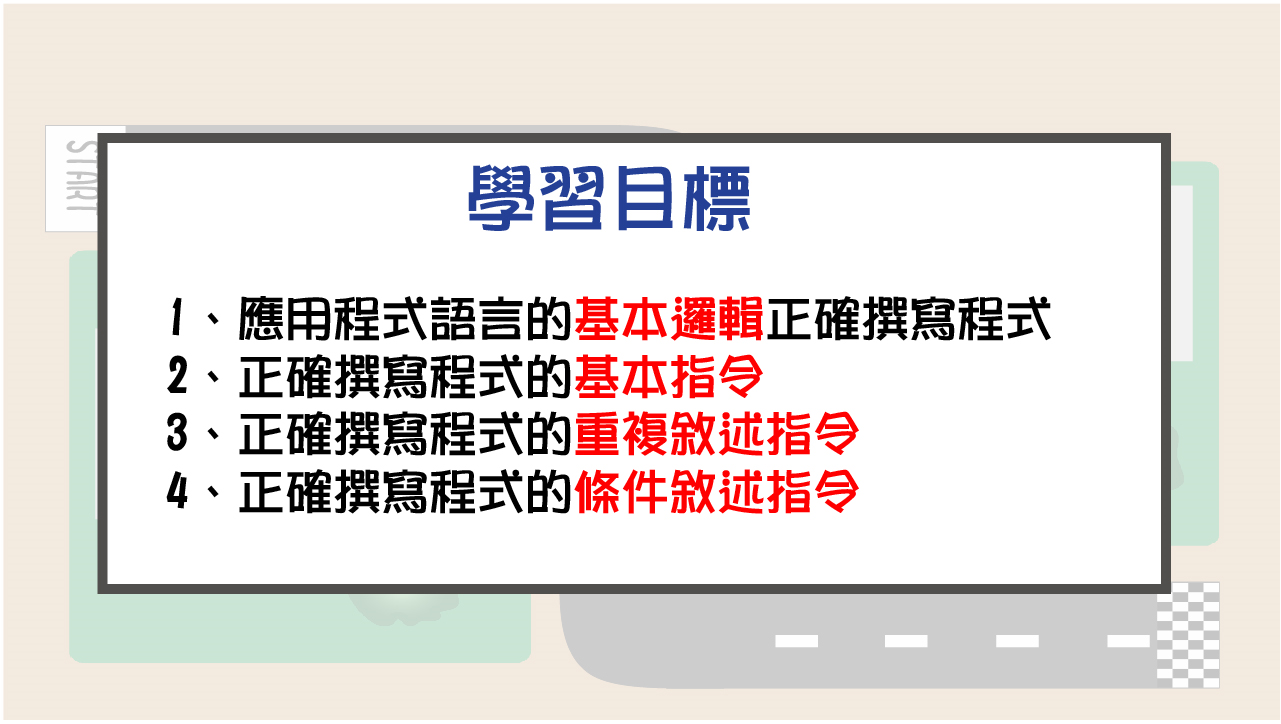 START
學習目標
1、應用程式語言的基本邏輯正確撰寫程式
2、正確撰寫程式的基本指令
3、正確撰寫程式的重複敘述指令
4、正確撰寫程式的條件敘述指令